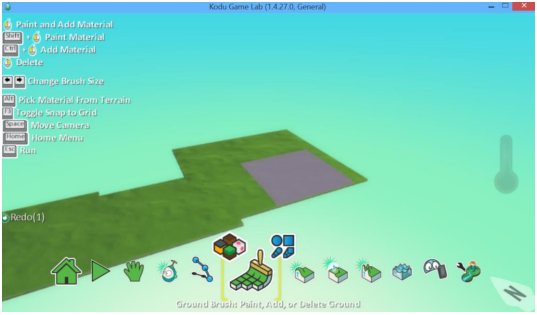 Kodu Game Lab (1.4.27.0, General)
Paint and Add Material
Shift + Paint Material
Ctrl + Add Material
Delete
Change Brush Size
Alt Pick Material From Terrain
F3 Toggle Snap to Grid
Space Move Camera
Home Home Menu
Esc Run
Redo(1)
Ground Brush: Paint, Add, or Delete Ground
N